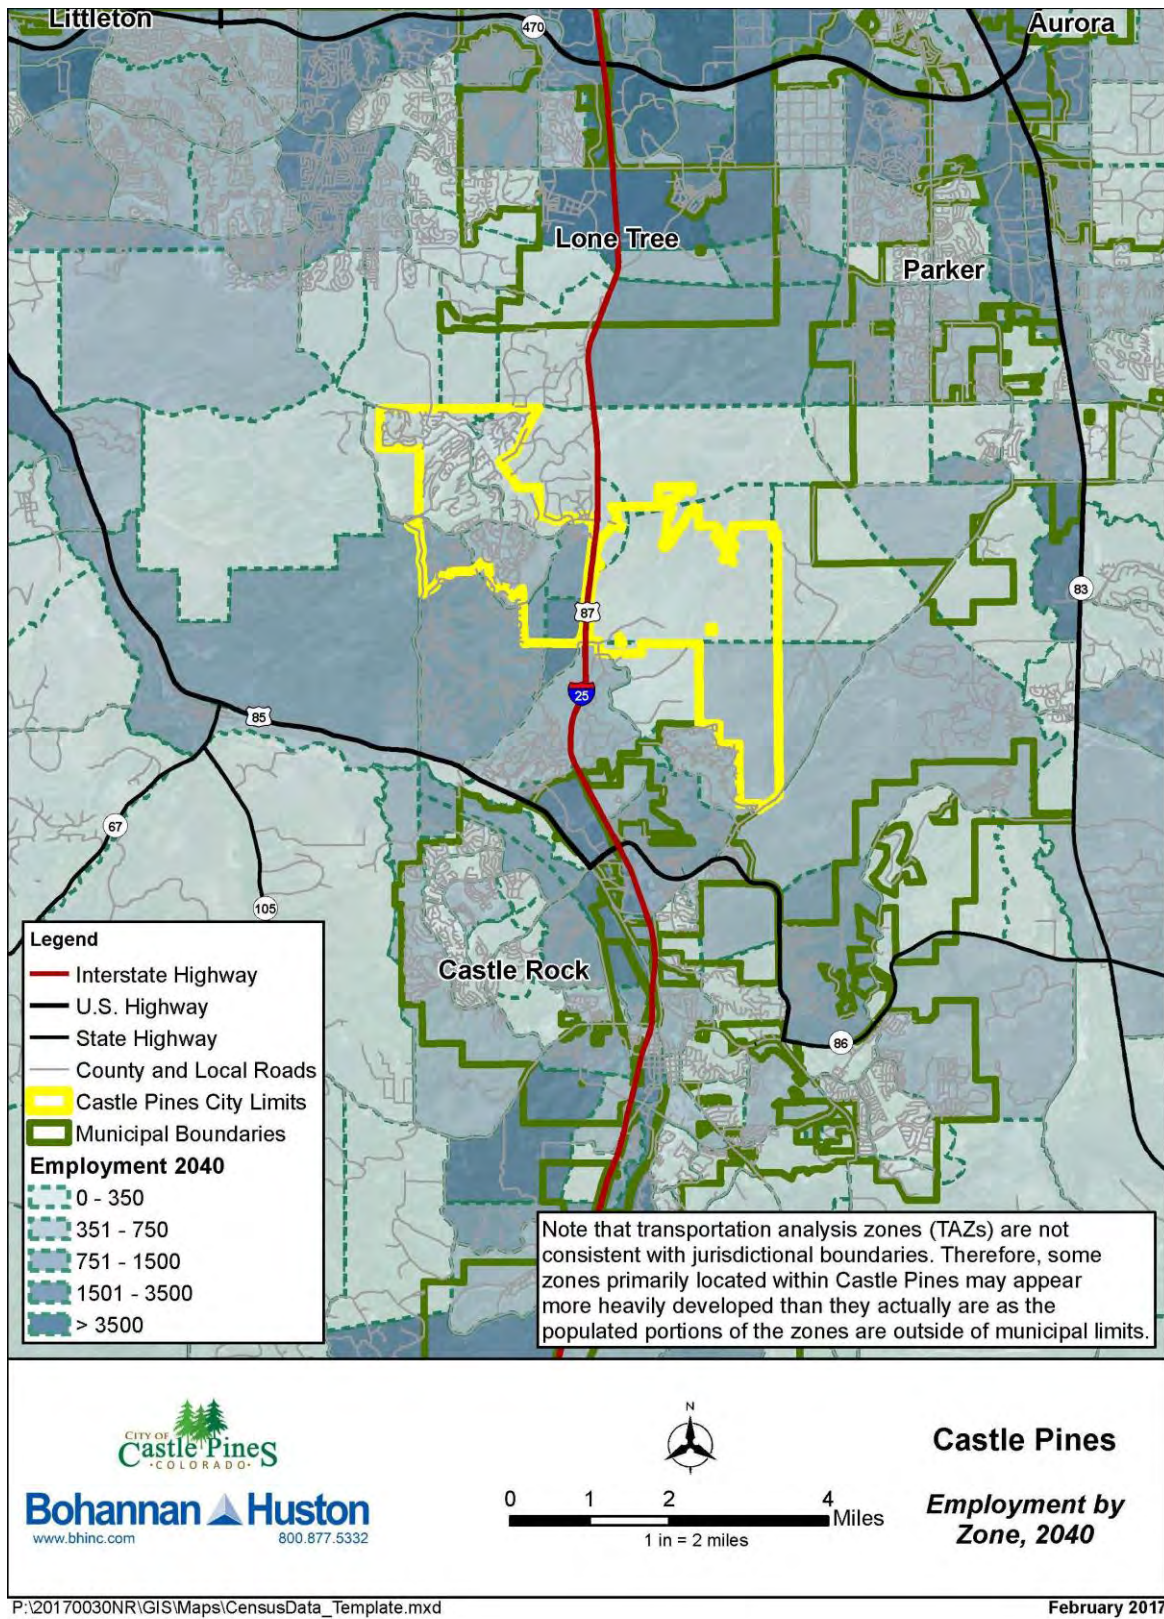 Littleton
470
Aurora
Lone Tree
Parker
83
87
25
85
67
105
Castle Rock
86
Legend
Interstate Highway
U.S. Highway
State Highway
County and Local Roads
Castle Pines City Limits
Municipal Boundaries
Employment 2040
0 - 350
351 - 750
751 - 1500
1501 - 3500
> 3500
Note that transportation analysis zones (TAZs) are not
consistent with jurisdictional boundaries. Therefore, some
zones primarily located within Castle Pines may appear
more heavily developed than they actually are as the
populated portions of the zones are outside of municipal limits.
CITY OF
Castle Pines
·COLORADO·
Bohannan Huston
www.bhinc.com 800.877.5332
N
0 1 2 4
Miles
1 in = 2 miles
Castle Pines
Employment by
Zone, 2040
P:\20170030NR\GIS\Maps\CensusData_Template.mxd
February 2017